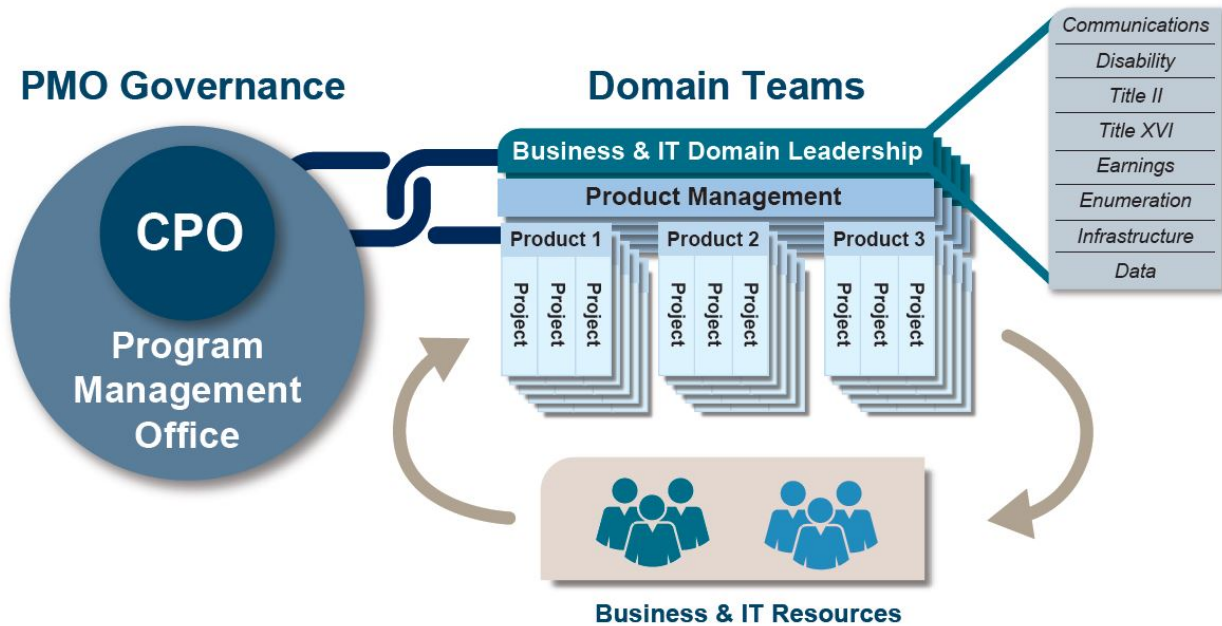 PMO Governance
CPO
Program
Management
Office
Domain Teams
Business & IT Domain Leadership
Product Management
Product 1
Project
Project
Project
Product 2
Project
Project
Project
Product 3
Project
Project
Project
Communications
Disability
Title II
Title XVI
Earnings
Enumeration
Infrastructure
Data
Business & IT Resources